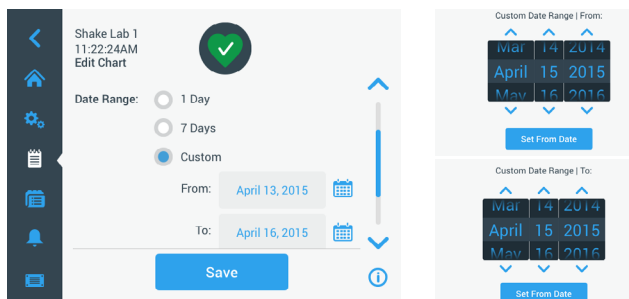 Shake Lab 1
11:22:24AM
Edit Chart
Date Range:
1 Day
7 Days
Custom
From: April 13, 2015
To: April 16, 2015
Save
Custom Date Range | From:
Mar 14 2014
April 15 2015
May 16 2016
Set From Date
Custom Date Range | To:
Mar 14 2014
April 15 2015
May 16 2016
Set From Date